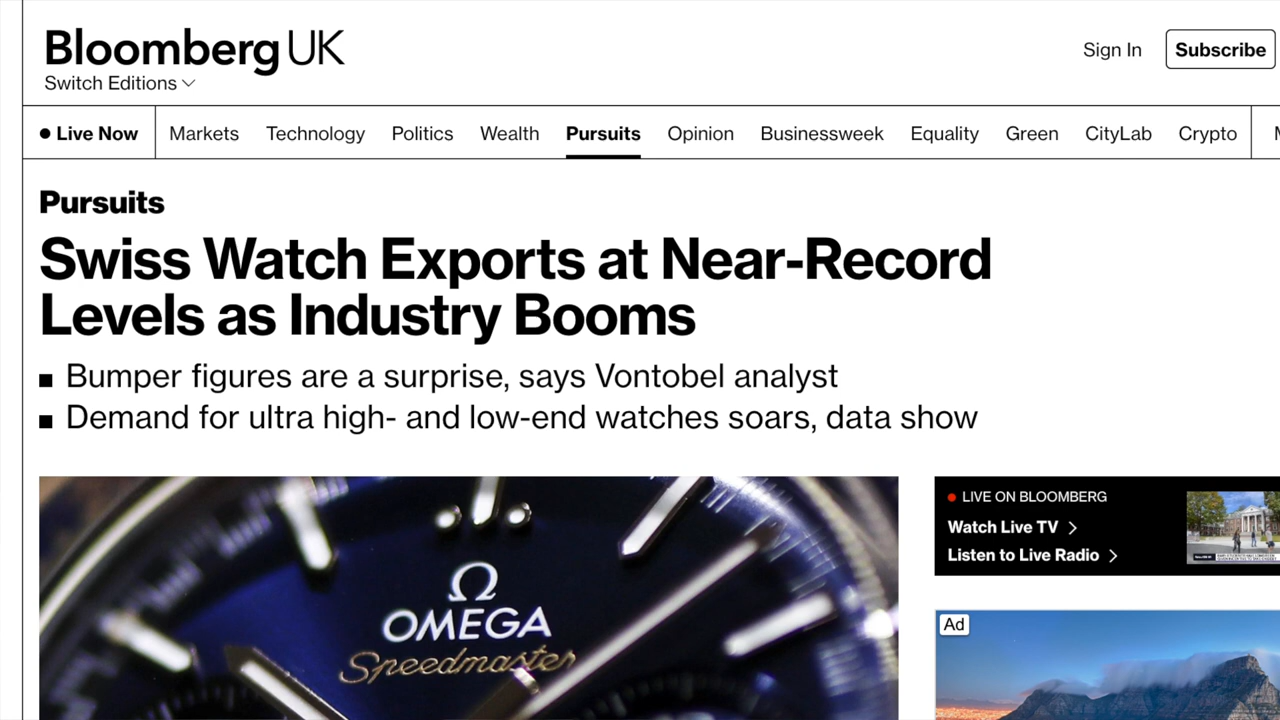 Bloomberg UK
Switch Editions
Sign In
Subscribe
Live Now
Markets
Technology
Politics
Wealth
Pursuits
Opinion
Businessweek
Equality
Green
CityLab
Crypto
Pursuits
Swiss Watch Exports at Near-Record
Levels as Industry Booms
Bumper figures are a surprise, says Vontobel analyst
Demand for ultra high- and low-end watches soars, data show
Ω
OMEGA
Speedmaster
LIVE ON BLOOMBERG
Watch Live TV
Listen to Live Radio
Ad